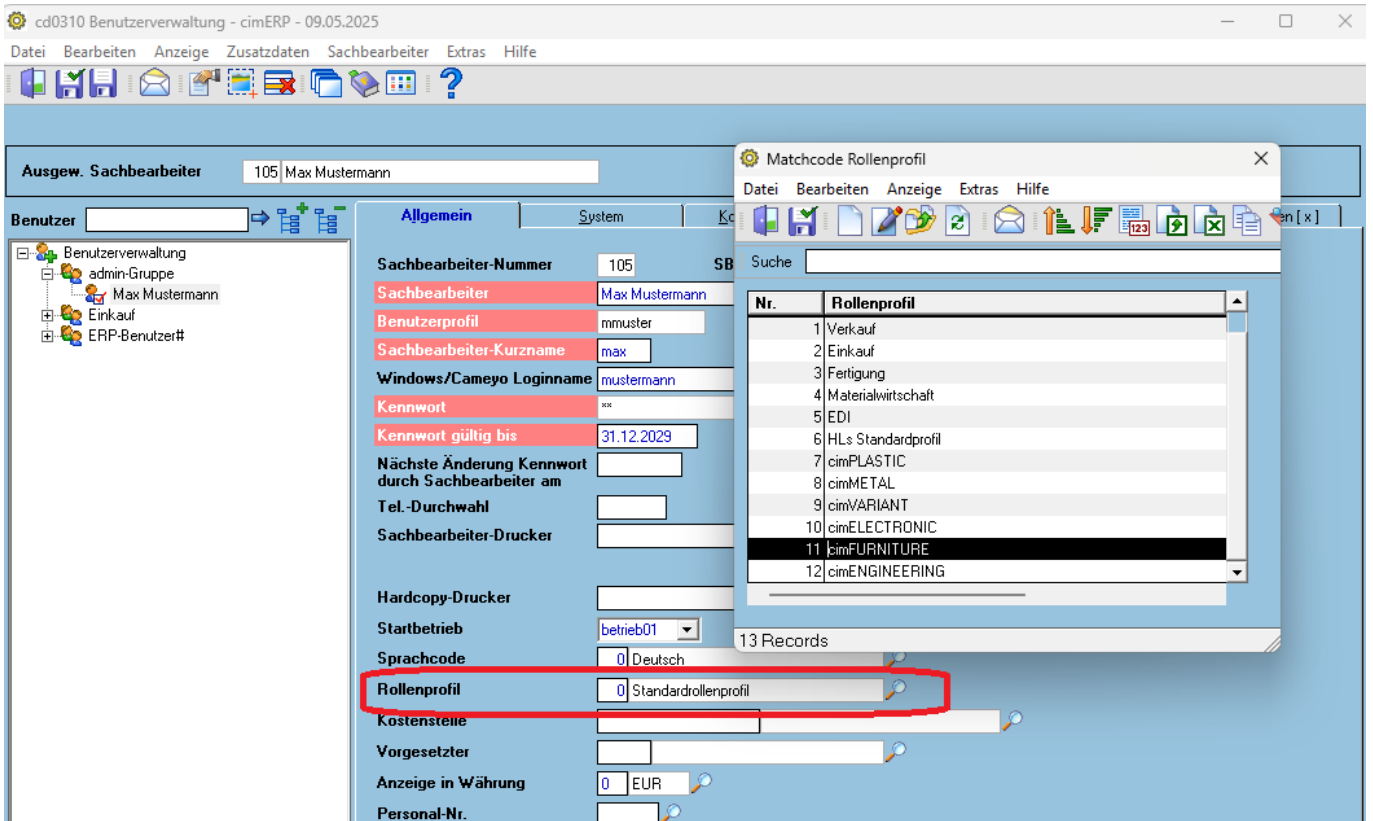 cd0310 Benutzerverwaltung - cimERP - 09.05.2025
Datei Bearbeiten Anzeige Zusatzdaten Sachbearbeiter Extras Hilfe
Ausgew. Sachbearbeiter 105 Max Mustermann
Benutzer
Benutzerverwaltung
admin-Gruppe
Max Mustermann
Einkauf
ERP-Benutzer#
Allgemein System Ko en [ x ]
Sachbearbeiter-Nummer 105 SB
Sachbearbeiter Max Mustermann
Benutzerprofil mmuster
Sachbearbeiter-Kurzname max
Windows/Cameyo Loginname mustermann
Kennwort **
Kennwort gültig bis 31.12.2029
Nächste Änderung Kennwort
durch Sachbearbeiter am
Tel.-Durchwahl
Sachbearbeiter-Drucker
Hardcopy-Drucker
Startbetrieb betrieb01
Sprachcode 0 Deutsch
Rollenprofil 0 Standardrollenprofil
Kostenstelle
Vorgesetzter
Anzeige in Währung 0 EUR
Personal-Nr.
Matchcode Rollenprofil
Datei Bearbeiten Anzeige Extras Hilfe
123
Suche
Nr. Rollenprofil
1 Verkauf
2 Einkauf
3 Fertigung
4 Materialwirtschaft
5 EDI
6 HLs Standardprofil
7 cimPLASTIC
8 cimMETAL
9 cimVARIANT
10 cimELECTRONIC
11 cimFURNITURE
12 cimENGINEERING
13 Records